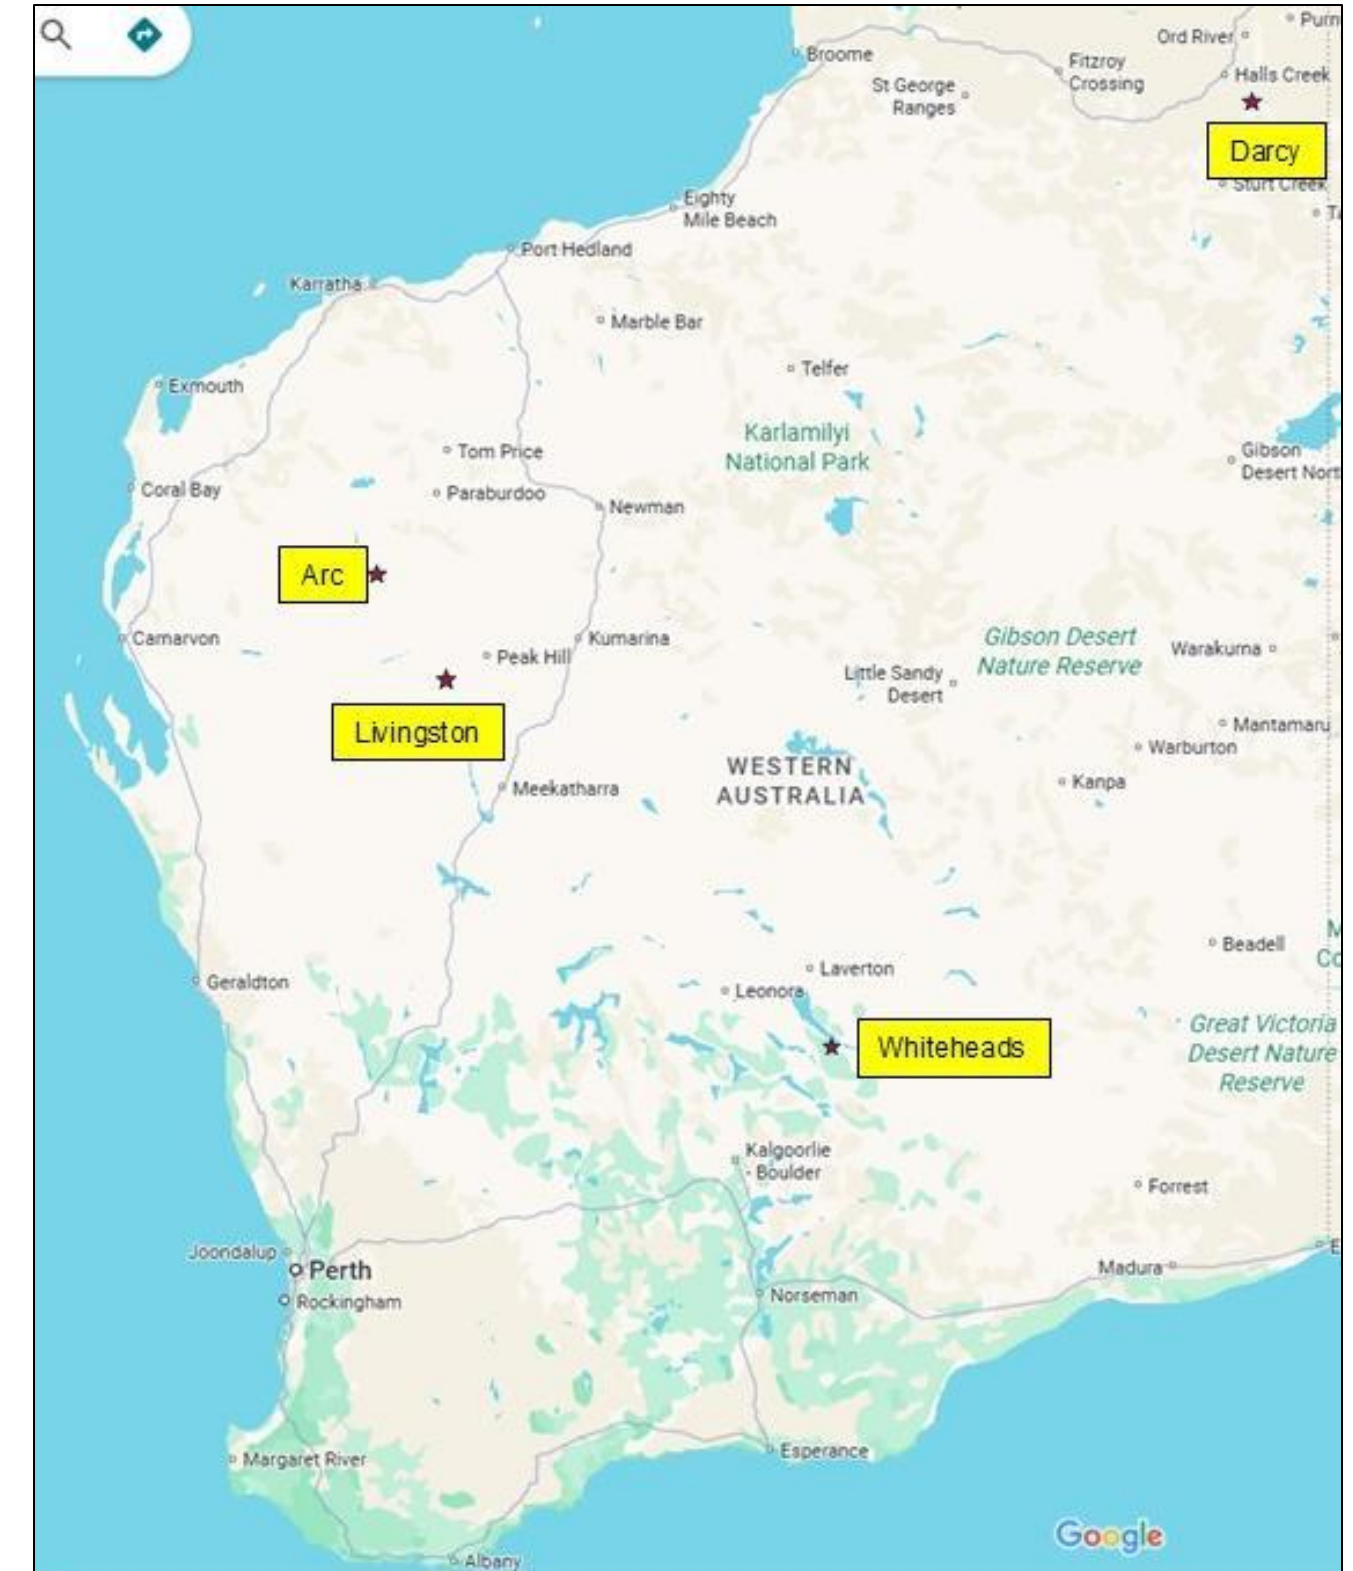 Purn
Ord River
Broome
Fitzroy
Crossing
Halls Creek
St George
Ranges
Darcy
Sturt Creek
Eighty
Mile Beach
Port Hedland
Karratha
Marble Bar
Telfer
Exmouth
Karlamilyi
National Park
Tom Price
Gibson
Desert Nort
Coral Bay
Paraburdoo
Newman
Arc
Carnarvon
Kumarina
Gibson Desert
Nature Reserve
Warakurna
Peak Hill
Little Sandy
Desert
Livingston
Mantamaru
Warburton
WESTERN
AUSTRALIA
Kanpa
Meekatharra
Beadell
M
Co
Laverton
Geraldton
Leonora
Great Victoria
Desert Nature
Reserve
Whiteheads
Kalgoorlie
- Boulder
Forrest
Joondalup
Perth
Madura
E
Rockingham
Norseman
Esperance
Margaret River
Google
Albany